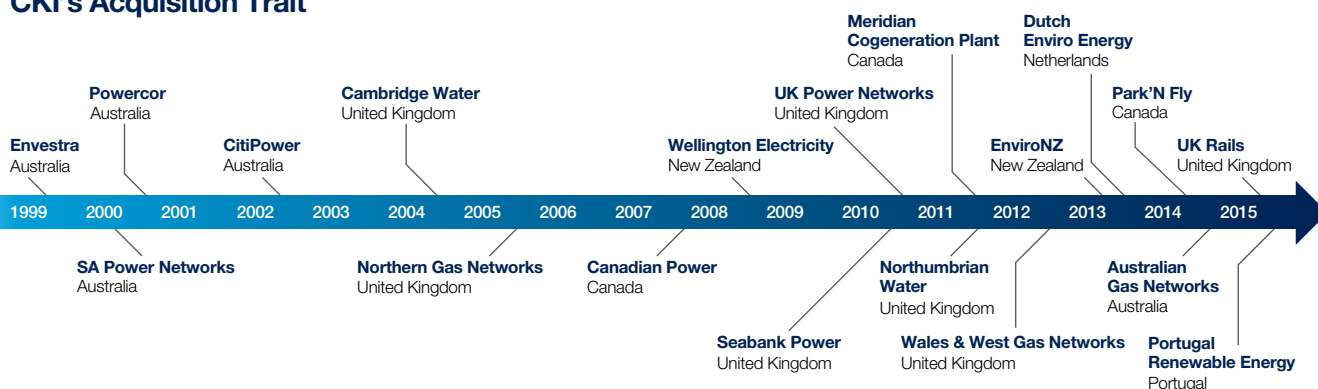 CKI's Acquisition Trait
Meridian
Cogeneration Plant
Canada
Dutch
Enviro Energy
Netherlands
Powercor
Australia
Cambridge Water
United Kingdom
UK Power Networks
United Kingdom
Park'N Fly
Canada
Envestra
Australia
CitiPower
Australia
Wellington Electricity
New Zealand
EnviroNZ
New Zealand
UK Rails
United Kingdom
1999 2000 2001 2002 2003 2004 2005 2006 2007 2008 2009 2010 2011 2012 2013 2014 2015
SA Power Networks
Australia
Northern Gas Networks
United Kingdom
Canadian Power
Canada
Northumbrian
Water
United Kingdom
Australian
Gas Networks
Australia
Seabank Power
United Kingdom
Wales & West Gas Networks
United Kingdom
Portugal
Renewable Energy
Portugal